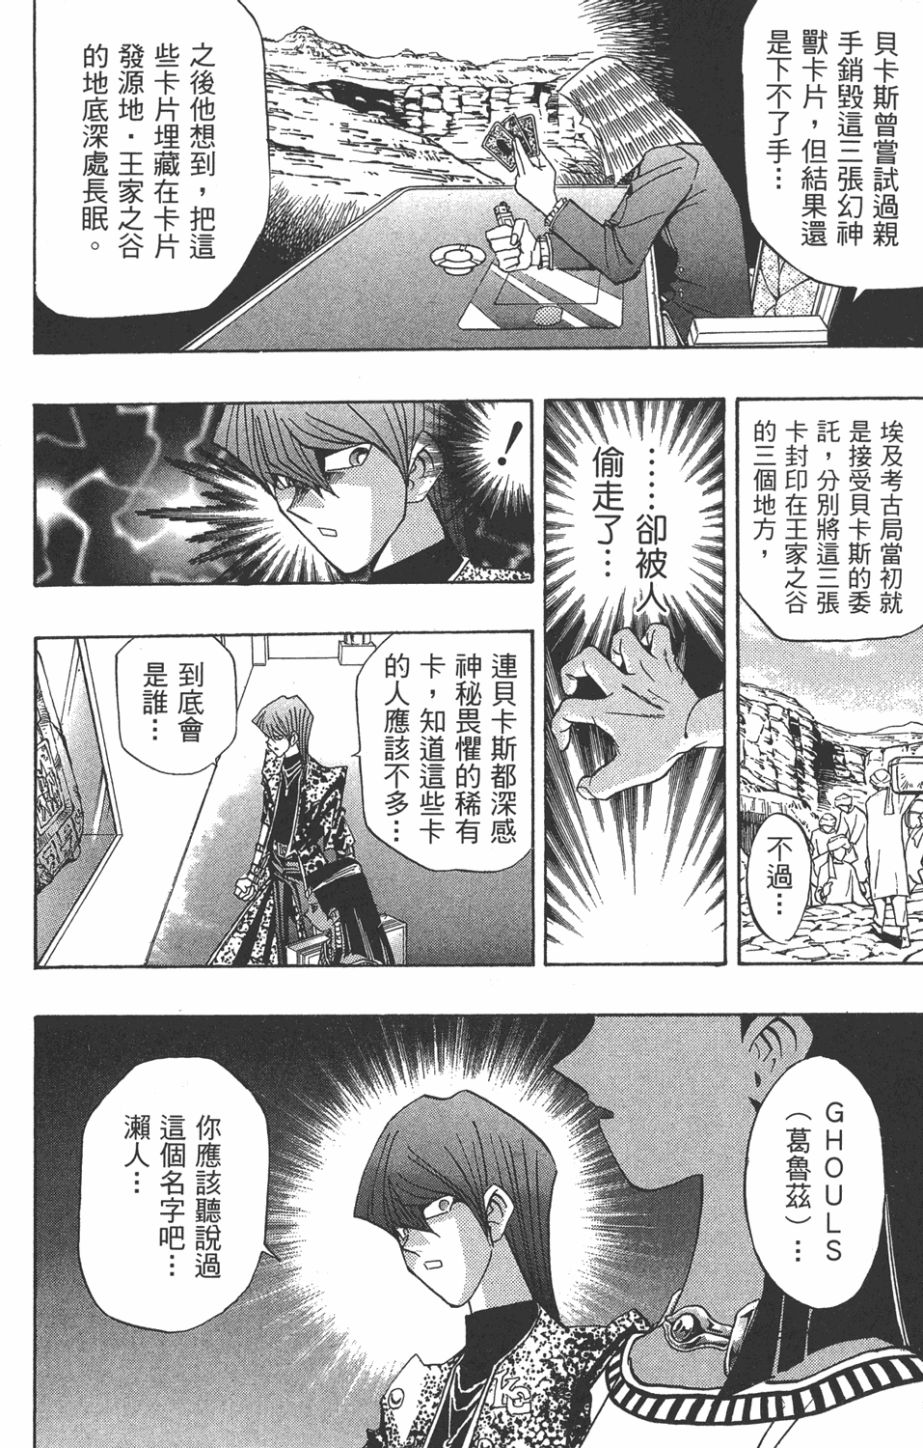 貝卡斯曾嘗試過親
手銷毀這三張幻神
獸卡片，但結果還
是下不了手…
之後他想到，把這
些卡片埋藏在卡片
發源地．王家之谷
的地底深處長眠。
埃及考古局當初就
是接受貝卡斯的委
託，分別將這三張
卡封印在王家之谷
的三個地方，
不過…
……卻被人
偷走了…
！
連貝卡斯都深感
神秘畏懼的稀有
卡，知道這些卡
的人應該不多…
到底會
是誰…
GHOULS
（葛魯茲）…
你應該聽說過
這個名字吧…
瀨人…